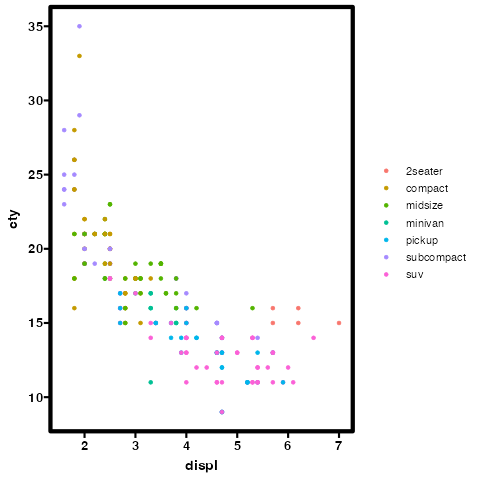 35
30
25
20
15
10
cty
2
3
4
5
6
7
displ
2seater
compact
midsize
minivan
pickup
subcompact
suv